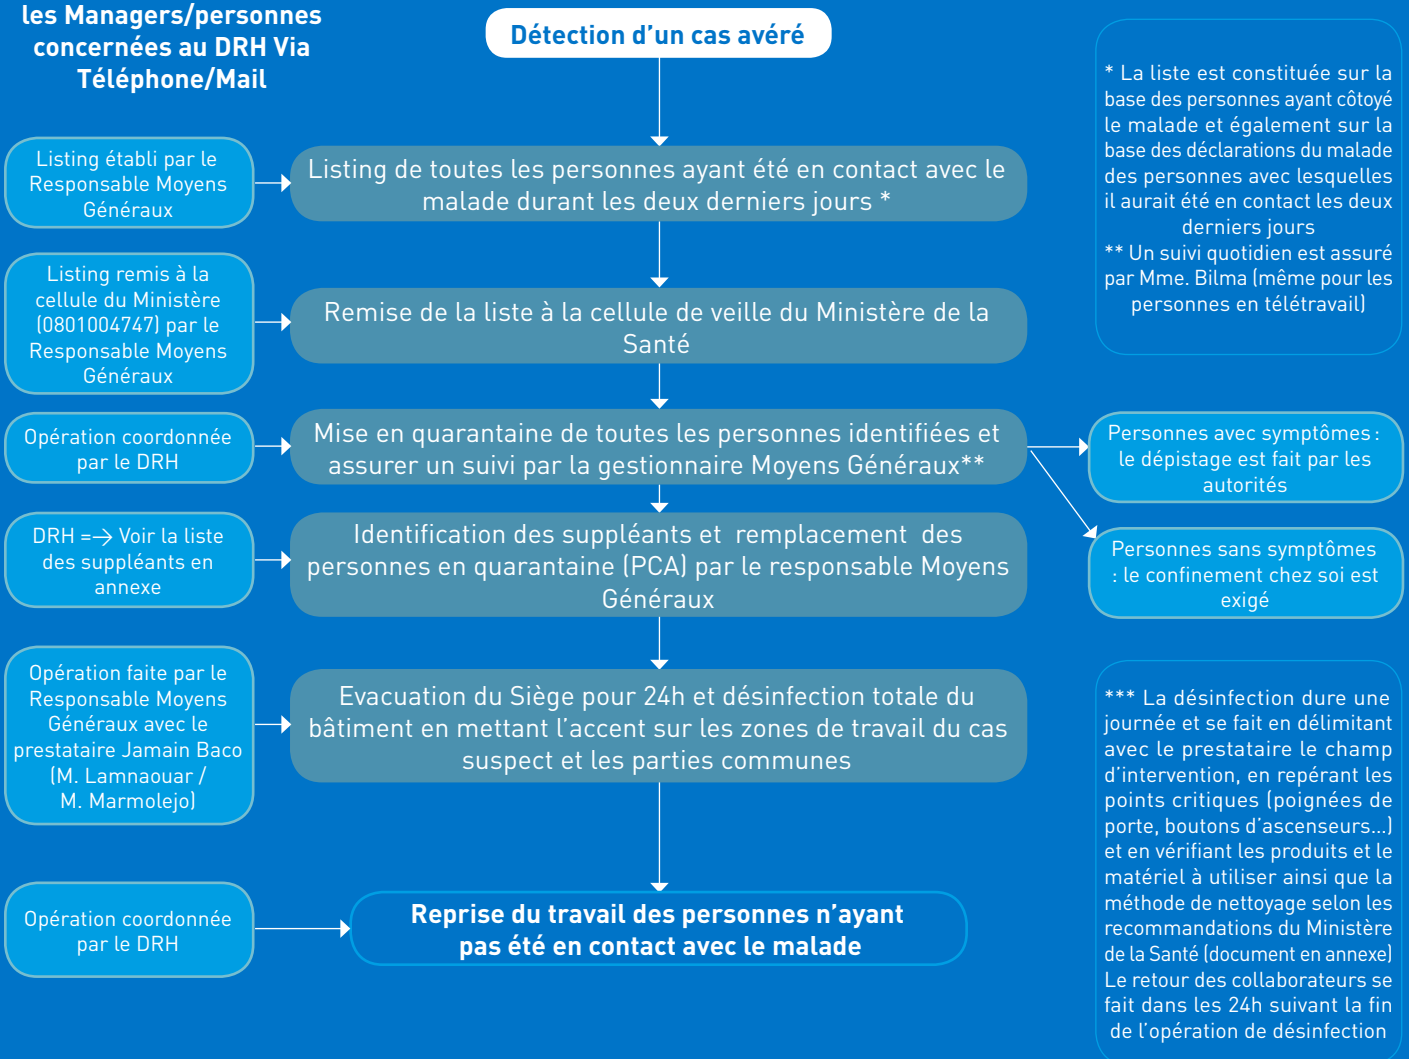 les Managers/personnes
concernées au DRH Via
Téléphone/Mail
Détection d’un cas avéré
Listing établi par le
Responsable Moyens
Généraux
Listing de toutes les personnes ayant été en contact avec le
malade durant les deux derniers jours *
* La liste est constituée sur la
base des personnes ayant côtoyé
le malade et également sur la
base des déclarations du malade
des personnes avec lesquelles
il aurait été en contact les deux
derniers jours
** Un suivi quotidien est assuré
par Mme. Bilma (même pour les
personnes en télétravail)
Listing remis à la
cellule du Ministère
(0801004747) par le
Responsable Moyens
Généraux
Remise de la liste à la cellule de veille du Ministère de la
Santé
Opération coordonnée
par le DRH
Mise en quarantaine de toutes les personnes identifiées et
assurer un suivi par la gestionnaire Moyens Généraux**
Personnes avec symptômes :
le dépistage est fait par les
autorités
Personnes sans symptômes
: le confinement chez soi est
exigé
DRH =→ Voir la liste
des suppléants en
annexe
Identification des suppléants et remplacement des
personnes en quarantaine (PCA) par le responsable Moyens
Généraux
Opération faite par le
Responsable Moyens
Généraux avec le
prestataire Jamain Baco
(M. Lamnaouar /
M. Marmolejo)
Evacuation du Siège pour 24h et désinfection totale du
bâtiment en mettant l’accent sur les zones de travail du cas
suspect et les parties communes
*** La désinfection dure une
journée et se fait en délimitant
avec le prestataire le champ
d’intervention, en repérant les
points critiques (poignées de
porte, boutons d’ascenseurs...)
et en vérifiant les produits et le
matériel à utiliser ainsi que la
méthode de nettoyage selon les
recommandations du Ministère
de la Santé (document en annexe)
Le retour des collaborateurs se
fait dans les 24h suivant la fin
de l’opération de désinfection
Opération coordonnée
par le DRH
Reprise du travail des personnes n’ayant
pas été en contact avec le malade